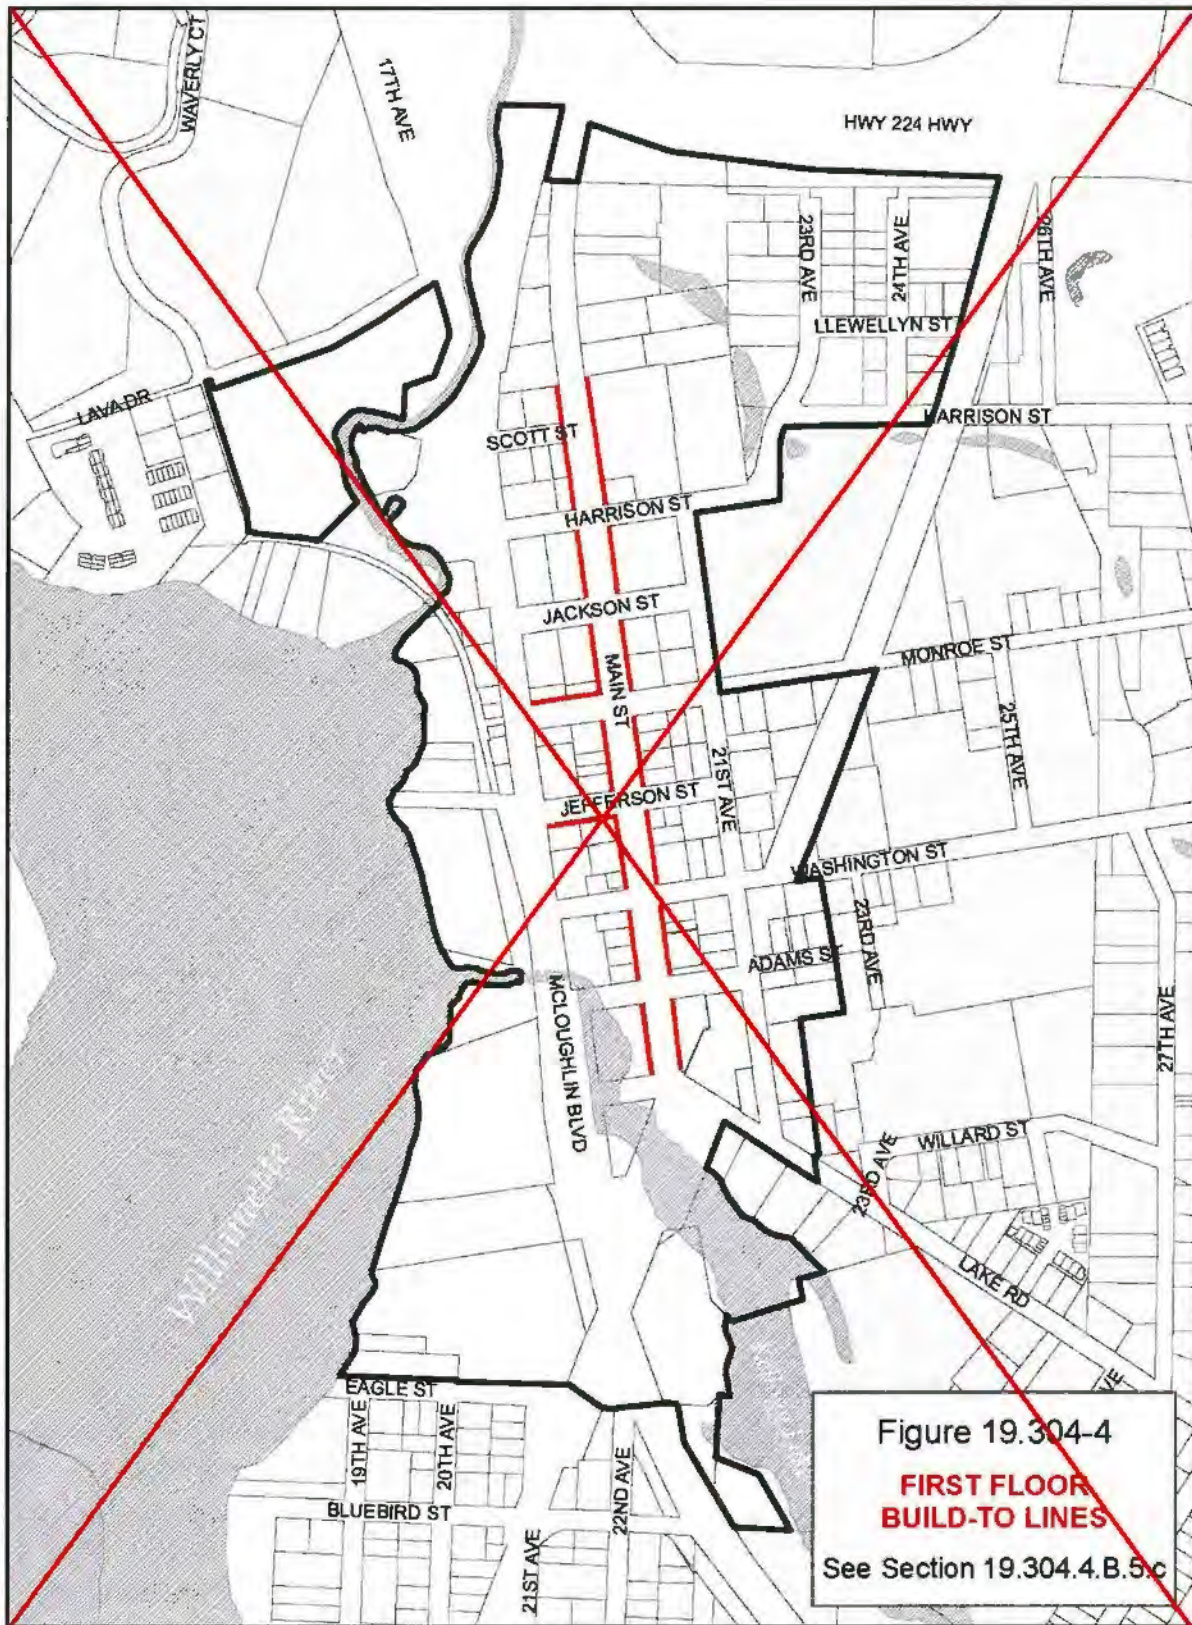 WAVERLY CT
17TH AVE
HWY 224 HWY
23RD AVE
24TH AVE
26TH AVE
LLEWELLYN ST
LAVA DR
HARRISON ST
SCOTT ST
HARRISON ST
JACKSON ST
MAIN ST
MONROE ST
25TH AVE
21ST AVE
JEFFERSON ST
WASHINGTON ST
23RD AVE
ADAMS ST
MCLOUGHLIN BLVD
27TH AVE
Willamette River
WILLARD ST
23RD AVE
LAKE RD
EAGLE ST
19TH AVE
20TH AVE
22ND AVE
BLUEBIRD ST
21ST AVE
AVE
Figure 19.304-4
FIRST FLOOR
BUILD-TO LINES
See Section 19.304.4.B.5.c